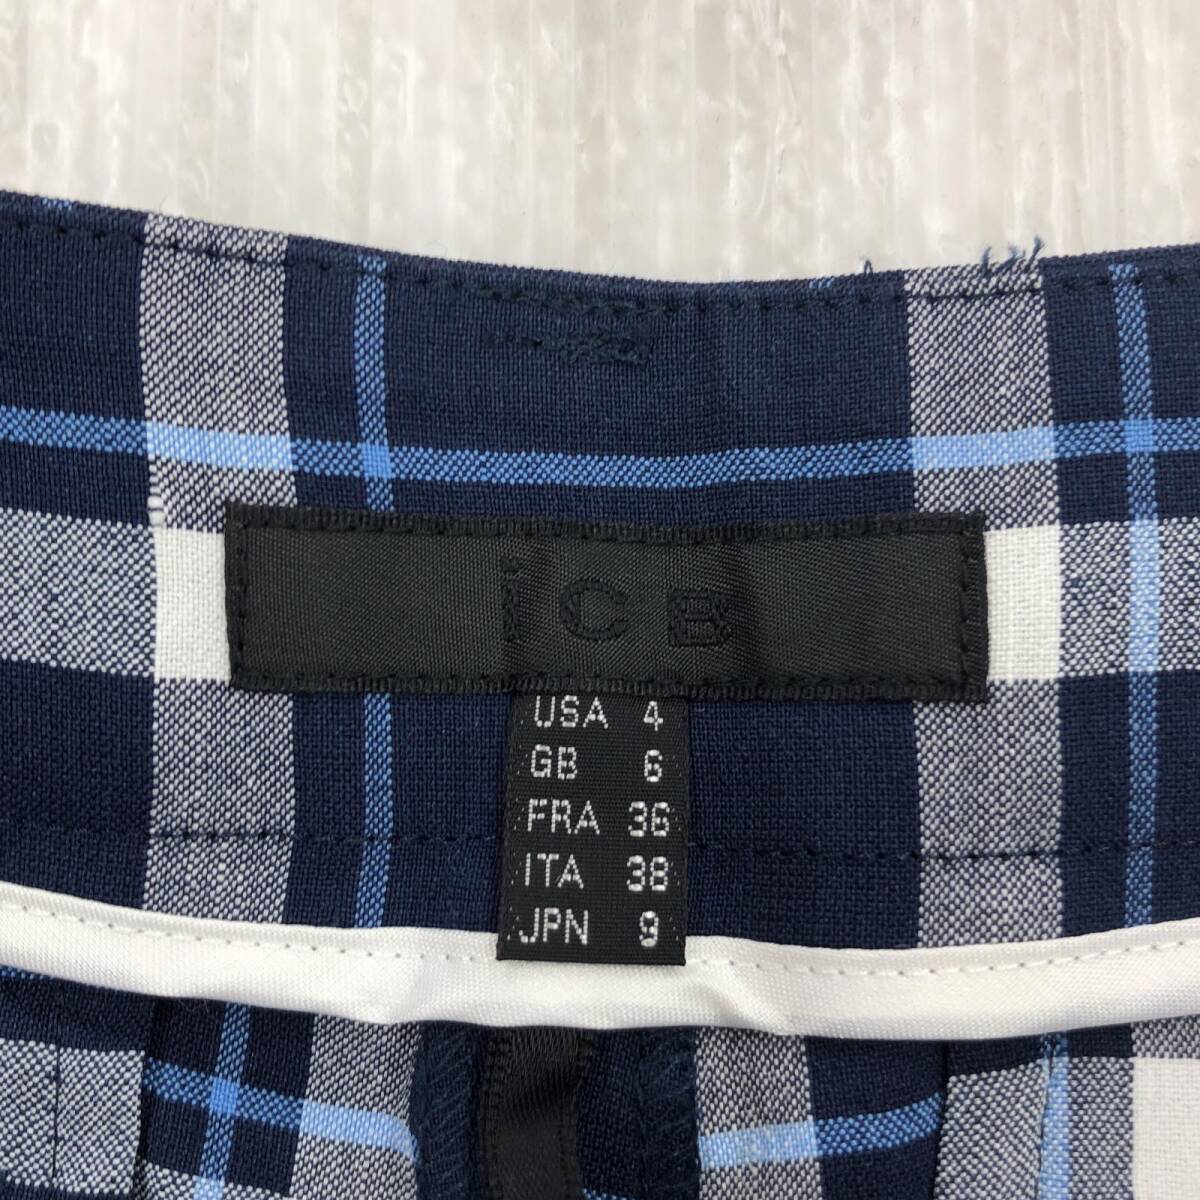 iCB
USA 4
GB 6
FRA 36
ITA 38
JPN 9